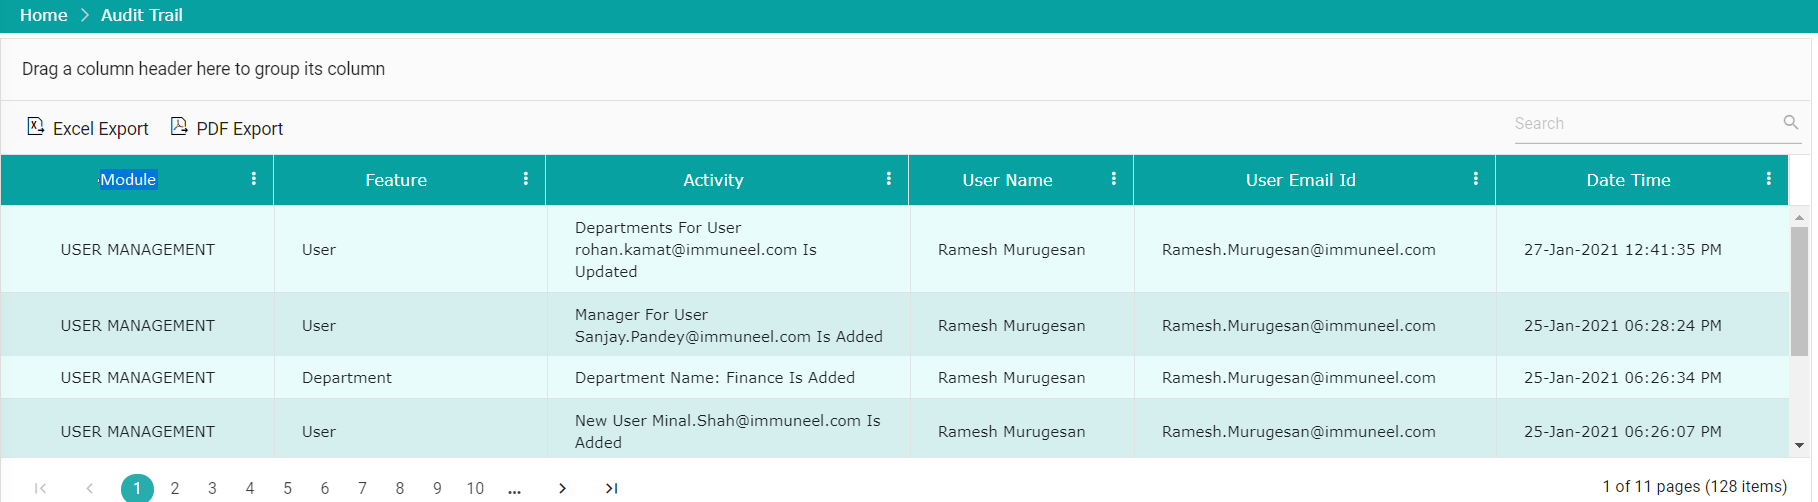 Home > Audit Trail
Drag a column header here to group its column
Excel Export PDF Export Search
Module Feature Activity User Name User Email Id Date Time
USER MANAGEMENT User Departments For User rohan.kamat@immuneel.com Is Updated Ramesh Murugesan Ramesh.Murugesan@immuneel.com 27-Jan-2021 12:41:35 PM
USER MANAGEMENT User Manager For User Sanjay.Pandey@immuneel.com Is Added Ramesh Murugesan Ramesh.Murugesan@immuneel.com 25-Jan-2021 06:28:24 PM
USER MANAGEMENT Department Department Name: Finance Is Added Ramesh Murugesan Ramesh.Murugesan@immuneel.com 25-Jan-2021 06:26:34 PM
USER MANAGEMENT User New User Minal.Shah@immuneel.com Is Added Ramesh Murugesan Ramesh.Murugesan@immuneel.com 25-Jan-2021 06:26:07 PM
1 2 3 4 5 6 7 8 9 10 ... 1 of 11 pages (128 items)